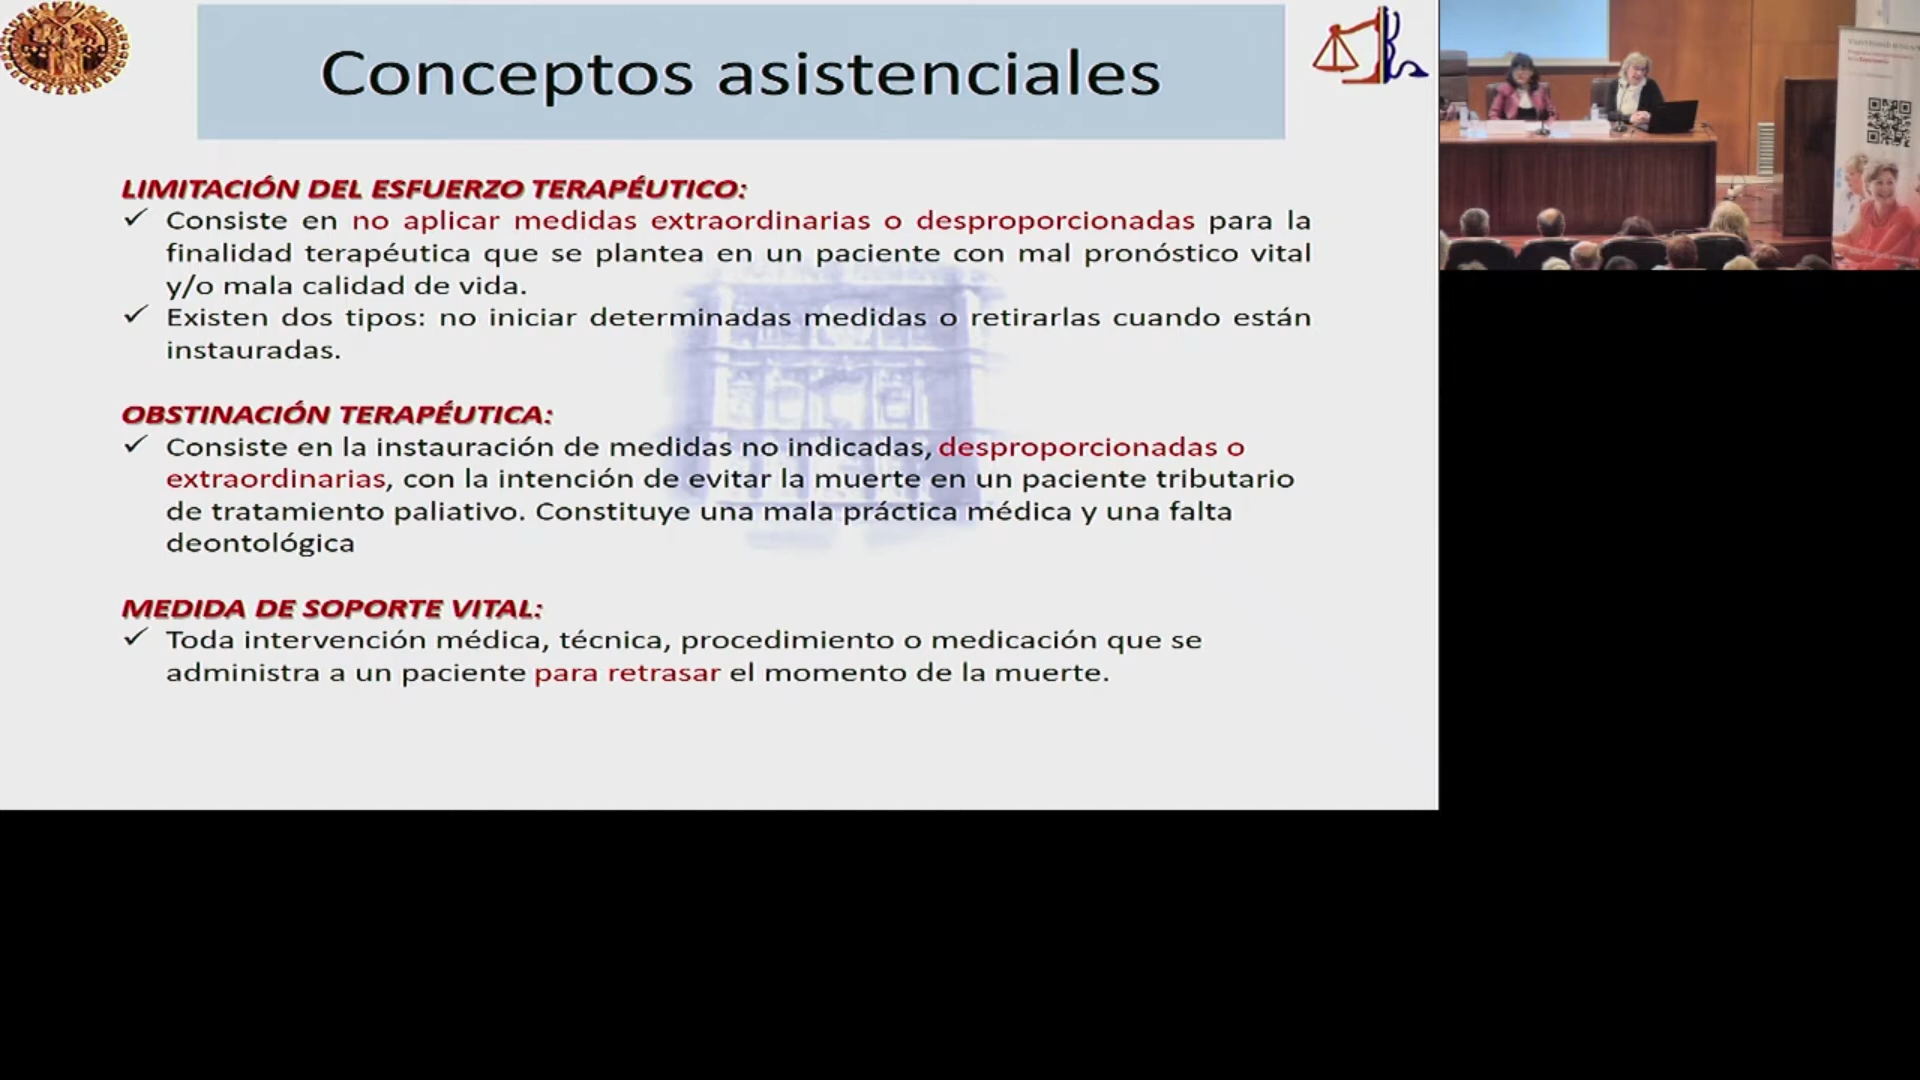 Conceptos asistenciales
LIMITACIÓN DEL ESFUERZO TERAPÉUTICO:
✓ Consiste en no aplicar medidas extraordinarias o desproporcionadas para la
finalidad terapéutica que se plantea en un paciente con mal pronóstico vital
y/o mala calidad de vida.
✓ Existen dos tipos: no iniciar determinadas medidas o retirarlas cuando están
instauradas.
OBSTINACIÓN TERAPÉUTICA:
✓ Consiste en la instauración de medidas no indicadas, desproporcionadas o
extraordinarias, con la intención de evitar la muerte en un paciente tributario
de tratamiento paliativo. Constituye una mala práctica médica y una falta
deontológica
MEDIDA DE SOPORTE VITAL:
✓ Toda intervención médica, técnica, procedimiento o medicación que se
administra a un paciente para retrasar el momento de la muerte.